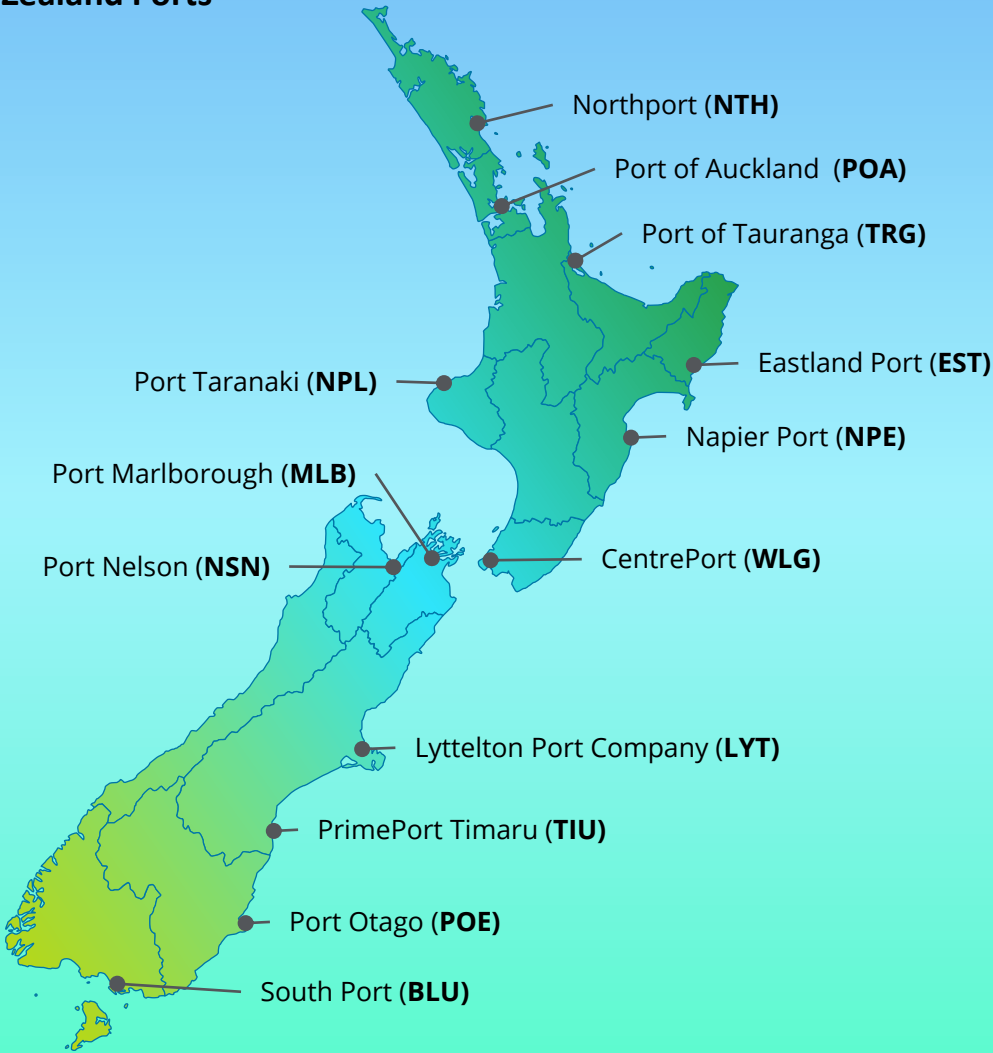 Zealand Ports
Northport (NTH)
Port of Auckland (POA)
Port of Tauranga (TRG)
Eastland Port (EST)
Port Taranaki (NPL)
Napier Port (NPE)
Port Marlborough (MLB)
CentrePort (WLG)
Port Nelson (NSN)
Lyttelton Port Company (LYT)
PrimePort Timaru (TIU)
Port Otago (POE)
South Port (BLU)